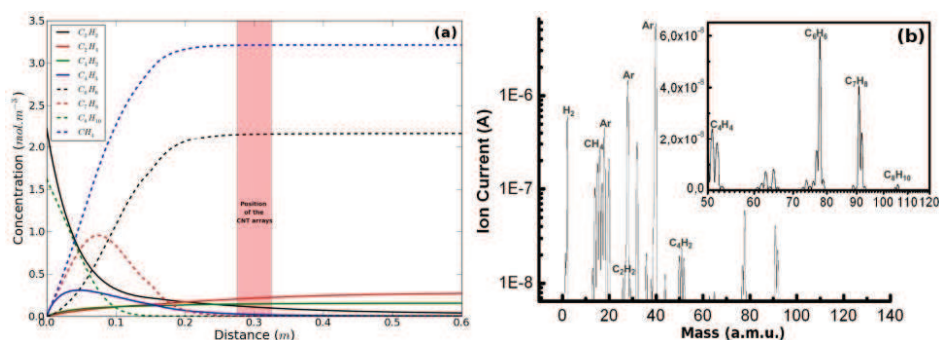 (a)
C₆H₆
C₇H₈
C₈H₁₀
CH₄
Position
of the
CNT arrays
Concentration (mol.m⁻³)
3.5
3.0
2.5
2.0
1.5
1.0
0.5
0.0
0.0 0.1 0.2 0.3 0.4 0.5 0.6
Distance (m)
Ion Current (A)
1E-6
1E-7
1E-8
H₂
CH₄
Ar
C₂H₂
Ar
Ar
C₄H₂
0 20 40 60 80 100 120 140
Mass (a.m.u.)
(b)
6,0x10⁻⁸
4,0x10⁻⁸
2,0x10⁻⁸
0,0
C₄H₄
C₆H₆
C₇H₈
C₈H₁₀
50 60 70 80 90 100 110 120